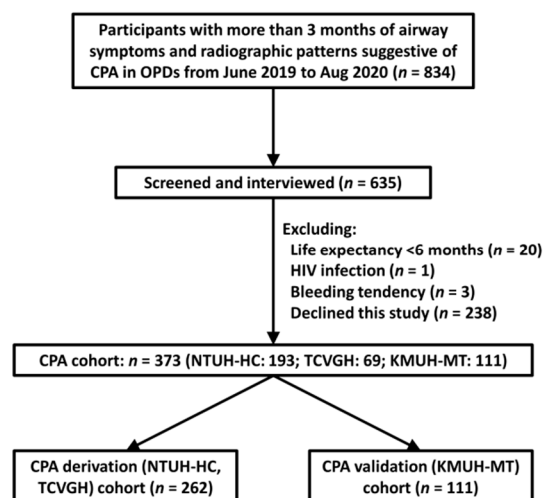 Participants with more than 3 months of airway
symptoms and radiographic patterns suggestive of
CPA in OPDs from June 2019 to Aug 2020 (n = 834)
Screened and interviewed (n = 635)
Excluding:
Life expectancy <6 months (n = 20)
HIV infection (n = 1)
Bleeding tendency (n = 3)
Declined this study (n = 238)
CPA cohort: n = 373 (NTUH-HC: 193; TCVGH: 69; KMUH-MT: 111)
CPA derivation (NTUH-HC,
TCVGH) cohort (n = 262)
CPA validation (KMUH-MT)
cohort (n = 111)